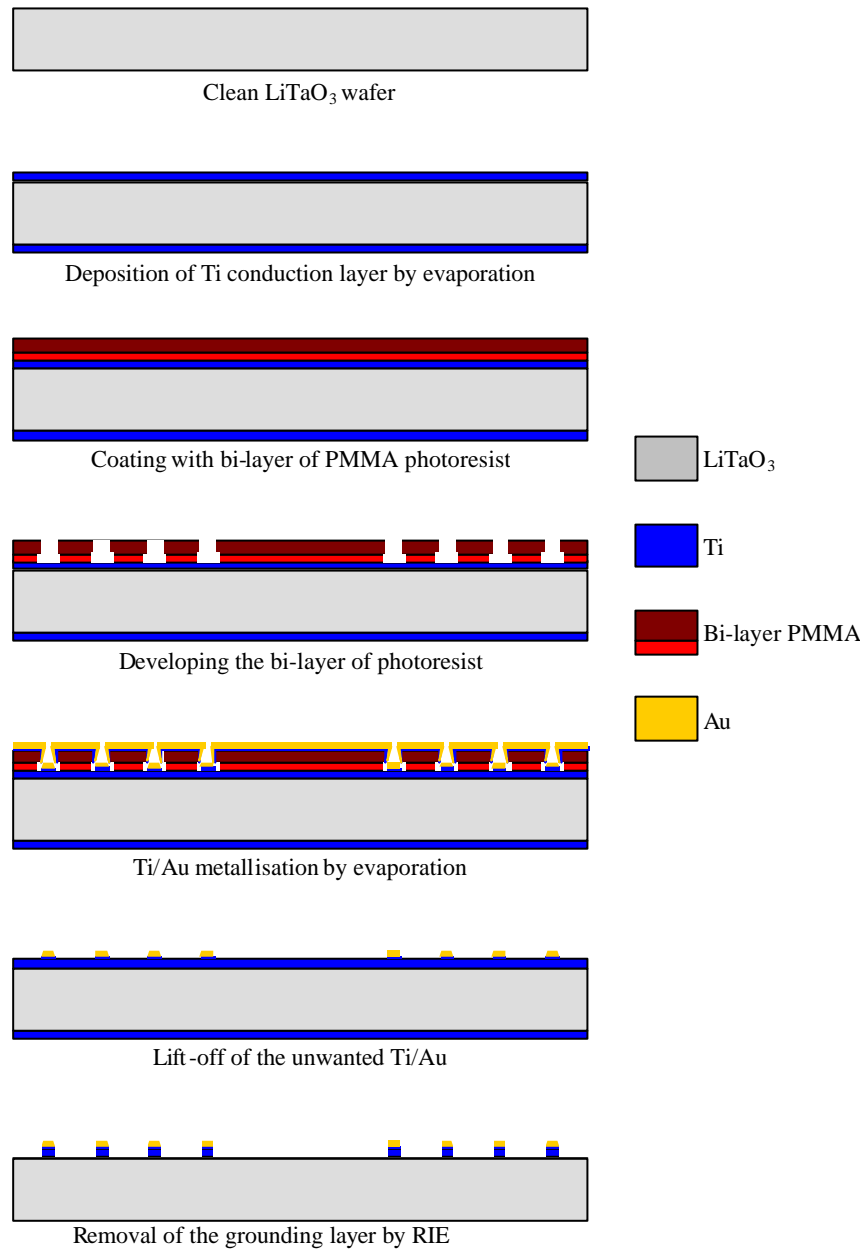 Clean LiTaO₃ wafer
Deposition of Ti conduction layer by evaporation
Coating with bi-layer of PMMA photoresist
Developing the bi-layer of photoresist
Ti/Au metallisation by evaporation
Lift-off of the unwanted Ti/Au
Removal of the grounding layer by RIE
LiTaO₃
Ti
Bi-layer PMMA
Au